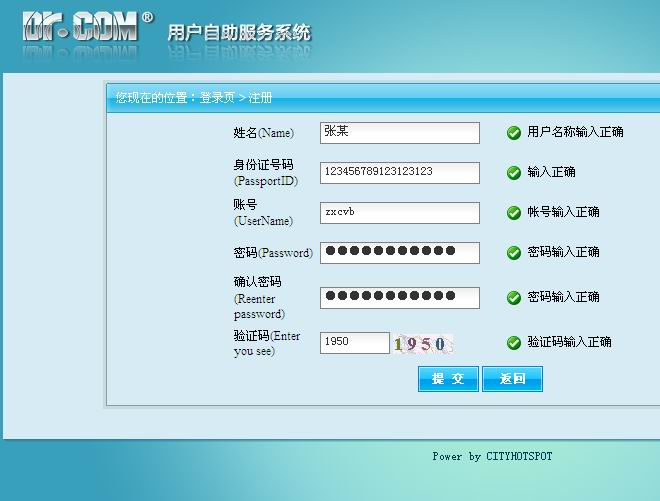 Dr.COM® 用户自助服务系统
您现在的位置：登录页 > 注册
姓名(Name) 张某 用户名称输入正确
身份证号码
(PassportID) 123456789123123123 输入正确
账号
(UserName) zxcvb 帐号输入正确
密码(Password) ●●●●●●●●●●● 密码输入正确
确认密码
(Reenter
password) ●●●●●●●●●●● 密码输入正确
验证码(Enter
you see) 1950 1950 验证码输入正确
提 交 返回
Power by CITYHOTSPOT